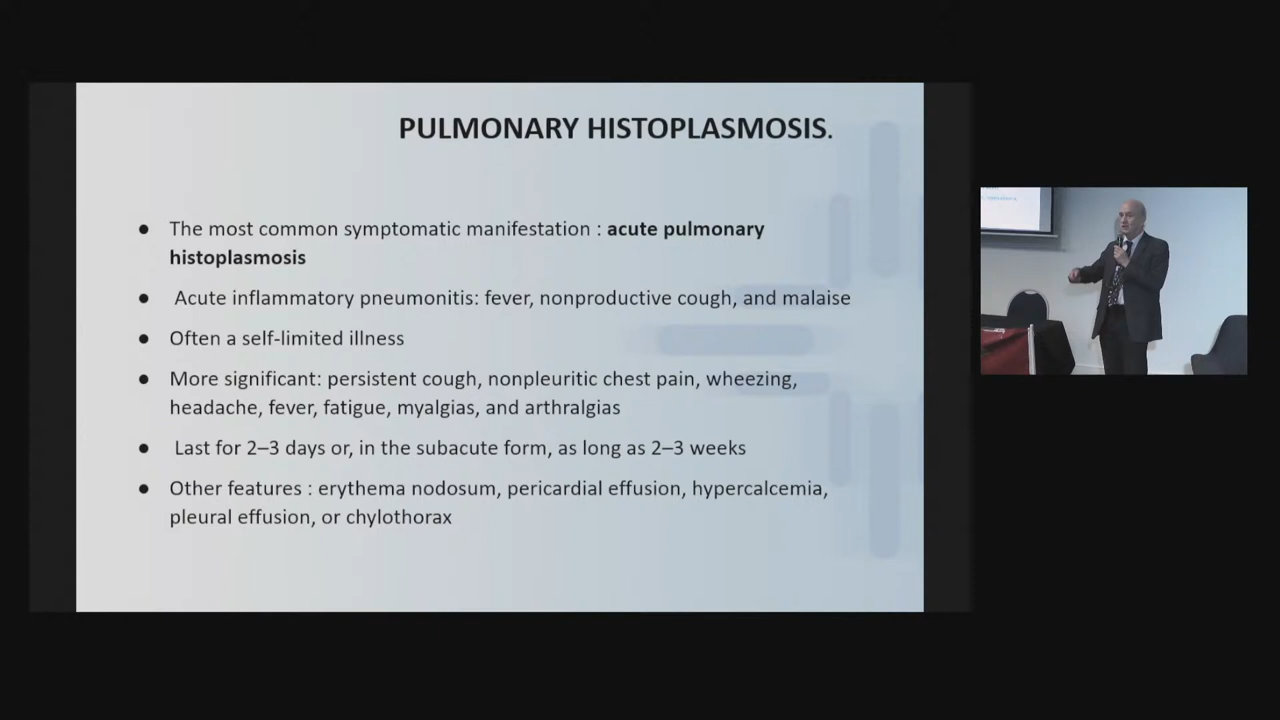 PULMONARY HISTOPLASMOSIS.
● The most common symptomatic manifestation : acute pulmonary
histoplasmosis
● Acute inflammatory pneumonitis: fever, nonproductive cough, and malaise
● Often a self-limited illness
● More significant: persistent cough, nonpleuritic chest pain, wheezing,
headache, fever, fatigue, myalgias, and arthralgias
● Last for 2–3 days or, in the subacute form, as long as 2–3 weeks
● Other features : erythema nodosum, pericardial effusion, hypercalcemia,
pleural effusion, or chylothorax